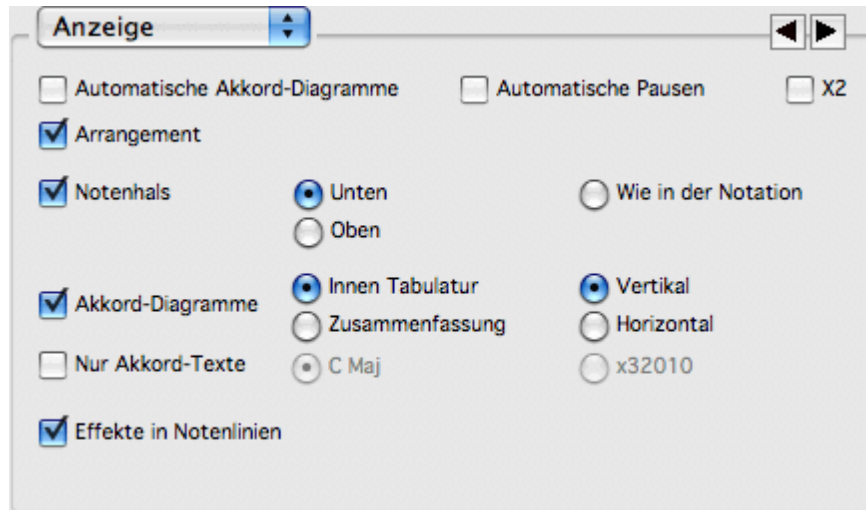 Anzeige
Automatische Akkord-Diagramme Automatische Pausen X2
Arrangement
Notenhals Unten Wie in der Notation
Oben
Akkord-Diagramme Innen Tabulatur Vertikal
Zusammenfassung Horizontal
Nur Akkord-Texte C Maj x32010
Effekte in Notenlinien